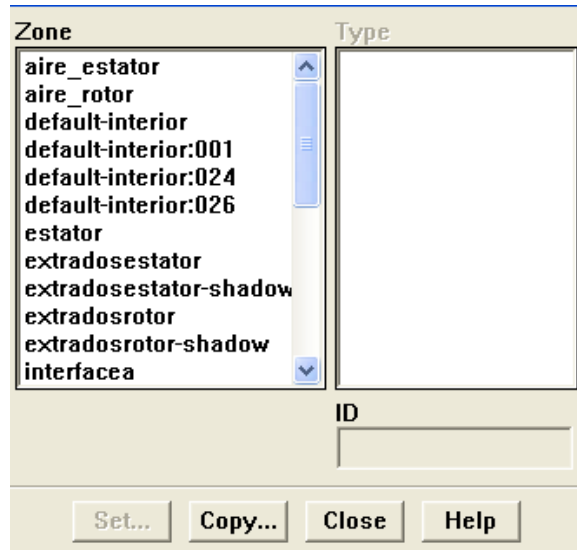 Zone
Type
aire_estator
aire_rotor
default-interior
default-interior:001
default-interior:024
default-interior:026
estator
extradosestator
extradosestator-shadow
extradosrotor
extradosrotor-shadow
interfacea
ID
Set... Copy... Close Help